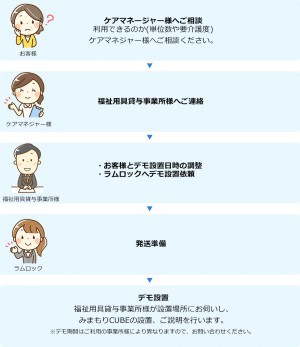 ケアマネージャー様へご相談
利用できるのか(単位数や要介護度)
ケアマネジャー様へご相談ください。
お客様
福祉用具貸与事業所様へご連絡
ケアマネジャー様
・お客様とデモ設置日時の調整
・ラムロックへデモ設置依頼
福祉用具貸与事業所様
発送準備
ラムロック
デモ設置
福祉用具貸与事業所様が設置場所にお伺いし、
みまもりCUBEの設置、ご説明を行います。
※デモ期間はご利用の事業所様により異なりますので、お問い合わせください。